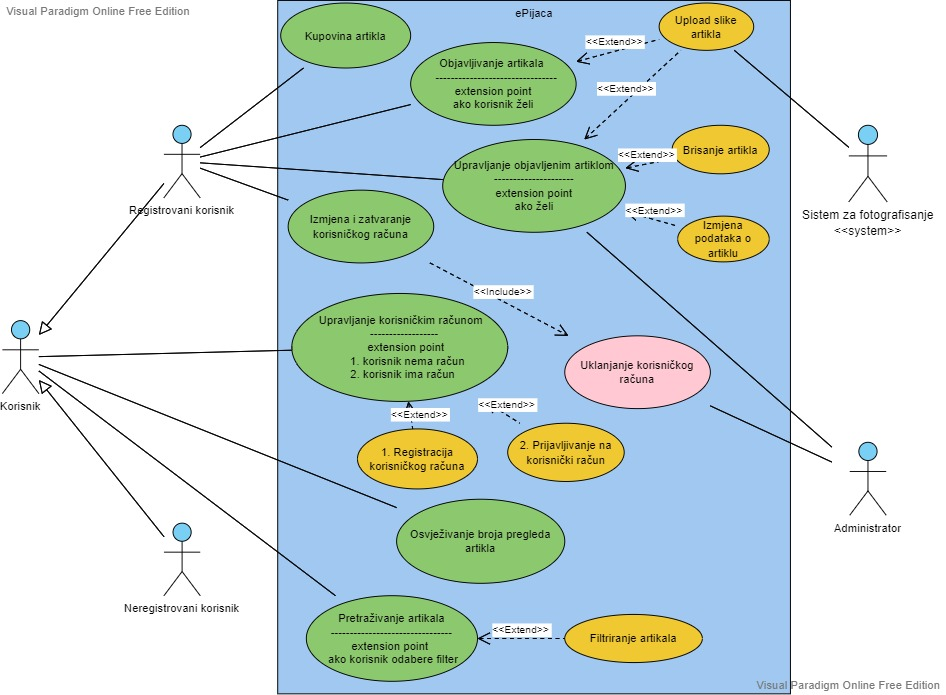 Visual Paradigm Online Free Edition
ePijaca
Kupovina artikla
Upload slike
artikla
<<Extend>>
Objavljivanje artikala
------------------------------
extension point
ako korisnik želi
<<Extend>>
Registrovani korisnik
Upravljanje objavljenim artiklom
--------------------
extension point
ako želi
<<Extend>>
Brisanje artikla
<<Extend>>
Izmjena
podataka o
artiklu
Sistem za fotografisanje
<<system>>
Izmjena i zatvaranje
korisničkog računa
<<Include>>
Upravljanje korisničkim računom
-----------------
extension point
1. korisnik nema račun
2. korisnik ima račun
Uklanjanje korisničkog
računa
Korisnik
<<Extend>>
<<Extend>>
1. Registracija
korisničkog računa
2. Prijavljivanje na
korisnički račun
Administrator
Osvježivanje broja pregleda
artikla
Neregistrovani korisnik
Pretraživanje artikala
------------------------------
extension point
ako korisnik odabere filter
<<Extend>>
Filtriranje artikala
Visual Paradigm Online Free Edition